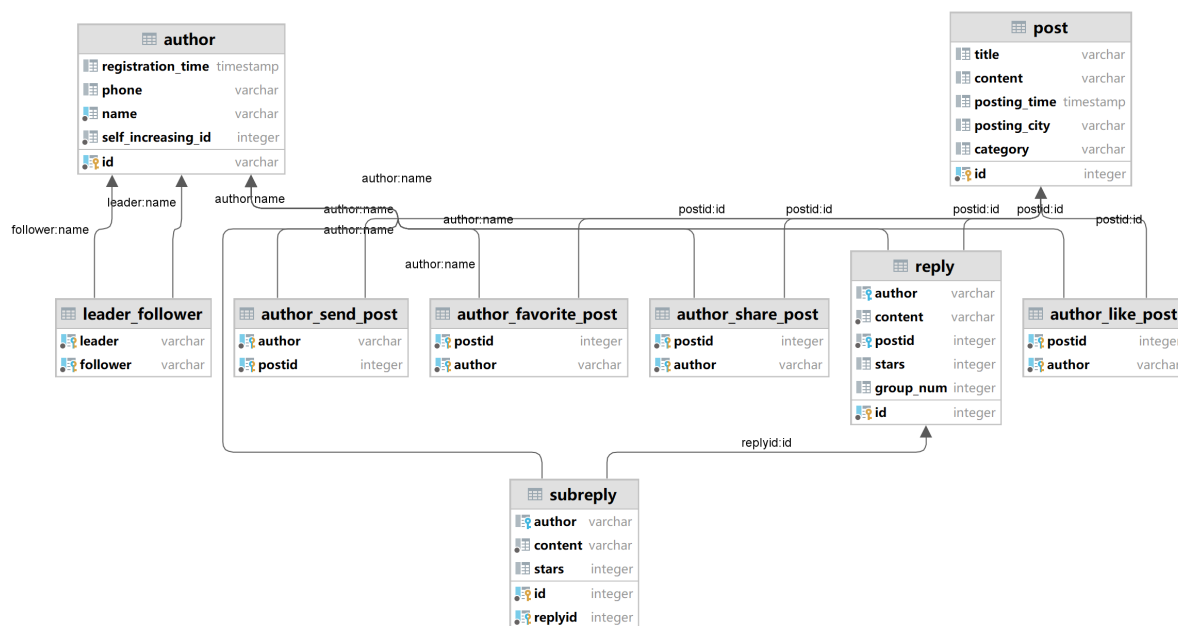 author
registration_time timestamp
phone varchar
name varchar
self_increasing_id integer
id varchar
post
title varchar
content varchar
posting_time timestamp
posting_city varchar
category varchar
id integer
author:name
leader:name
author:name
author:name
author:name
postid:id
postid:id
postid:id
postid:id
postid:id
follower:name
author:name
author:name
leader_follower
leader varchar
follower varchar
author_send_post
author varchar
postid integer
author_favorite_post
postid integer
author varchar
author_share_post
postid integer
author varchar
reply
author varchar
content varchar
postid integer
stars integer
group_num integer
id integer
author_like_post
postid integer
author varchar
replyid:id
subreply
author varchar
content varchar
stars integer
id integer
replyid integer